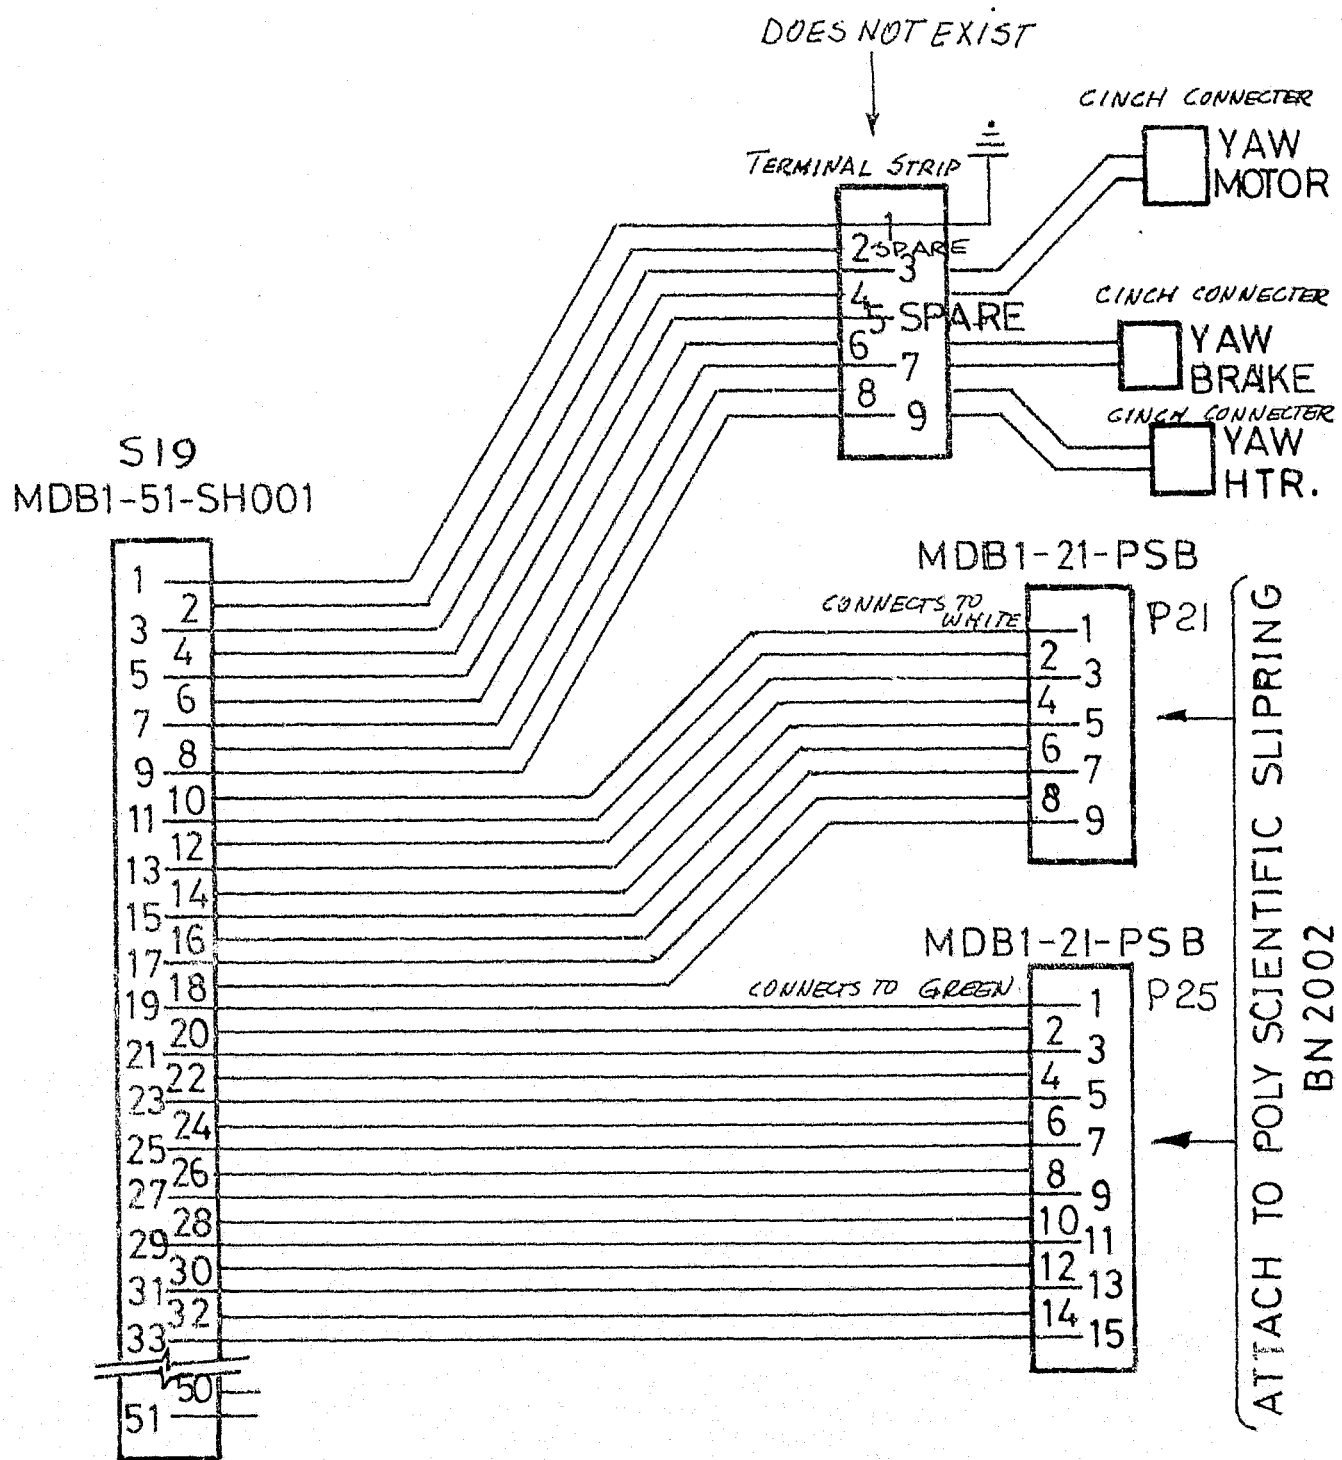 DOES NOT EXIST
CINCH CONNECTER
YAW
MOTOR
TERMINAL STRIP
1
2 SPARE
3
4
5 SPARE
6
7
8
9
CINCH CONNECTER
YAW
BRAKE
CINCH CONNECTER
YAW
HTR.
S19
MDB1-51-SH001
1
2
3
4
5
6
7
8
9
10
11
12
13
14
15
16
17
18
19
20
21
22
23
24
25
26
27
28
29
30
31
32
33
50
51
MDB1-21-PSB
P21
CONNECTS TO
WHITE
1
2
3
4
5
6
7
8
9
MDB1-21-PSB
P25
CONNECTS TO GREEN
1
2
3
4
5
6
7
8
9
10
11
12
13
14
15
ATTACH TO POLY SCIENTIFIC SLIPRING
BN 2002